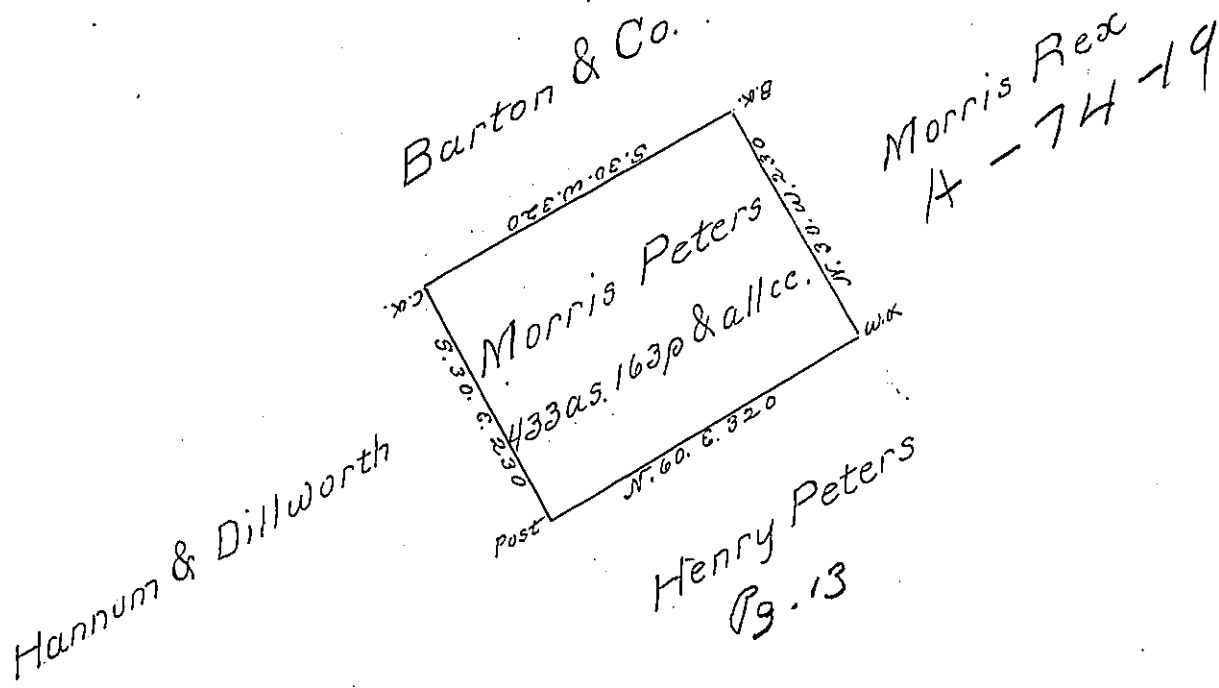 Barton & Co.
Morris Rex
A-74-19
B.K.
S.30.W.320
N.30.W.230
C.K.
Morris Peters
433as.163p & allcc.
S.30.E.230
W.K
N.60.E.320
Post
Hannum & Dillworth
Henry Peters
Pg.13